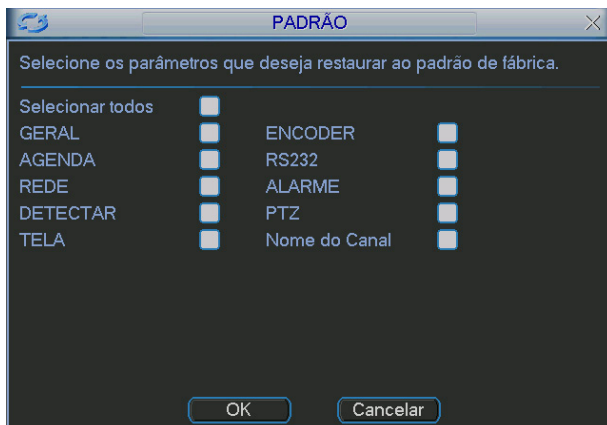 PADRÃO
Selecione os parâmetros que deseja restaurar ao padrão de fábrica.
Selecionar todos
GERAL ENCODER
AGENDA RS232
REDE ALARME
DETECTAR PTZ
TELA Nome do Canal
OK Cancelar